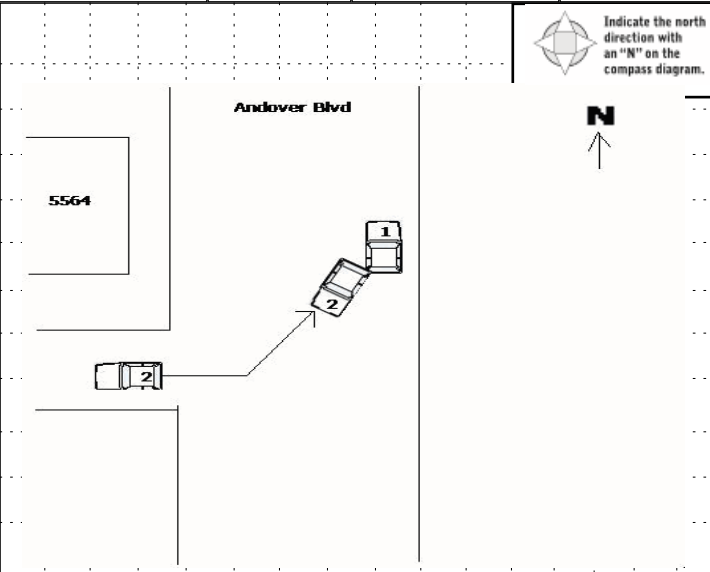 Indicate the north
direction with
an “N” on the
compass diagram.
Andover Blvd
N
5564
1
2
2